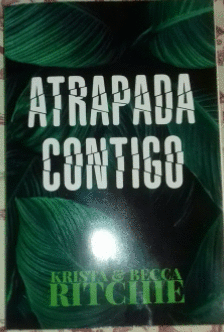 ATRAPADA
CONTIGO
KRISTA & BECCA
RITCHIE